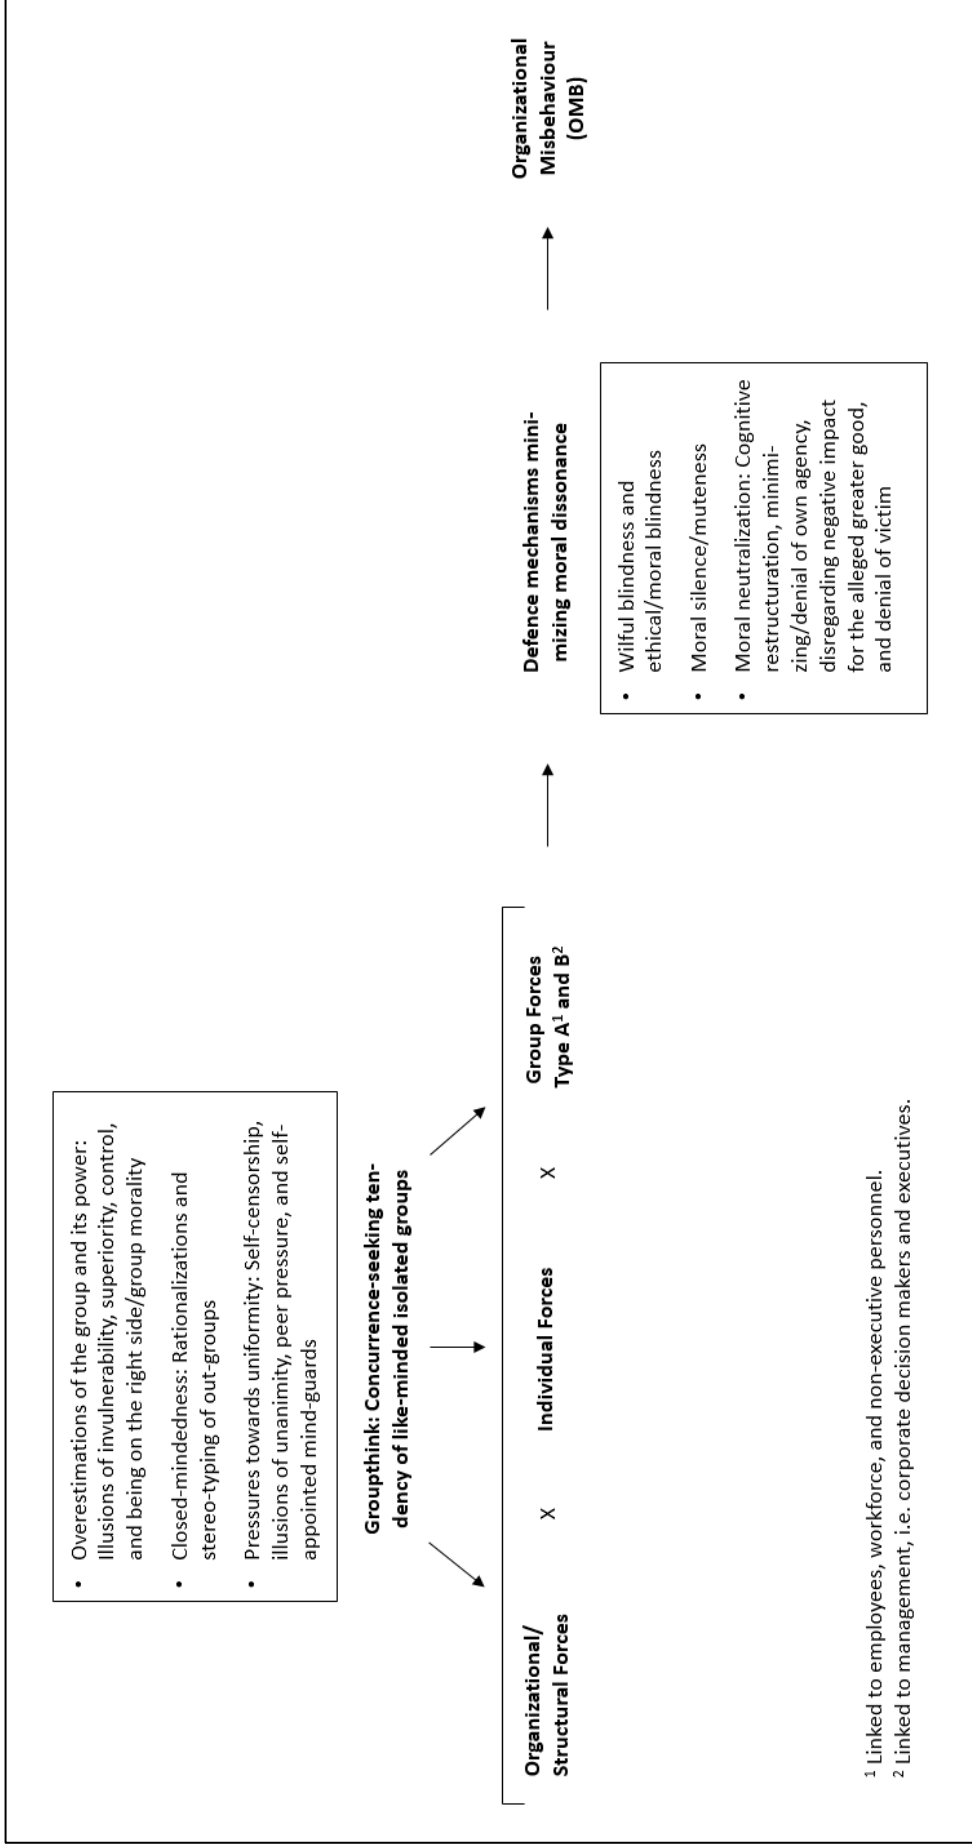 • Overestimations of the group and its power:
Illusions of invulnerability, superiority, control,
and being on the right side/group morality
• Closed-mindedness: Rationalizations and
stereo-typing of out-groups
• Pressures towards uniformity: Self-censorship,
illusions of unanimity, peer pressure, and self-
appointed mind-guards
Groupthink: Concurrence-seeking ten-
dency of like-minded isolated groups
Organizational/
Structural Forces
X
Individual Forces
X
Group Forces
Type A¹ and B²
Defence mechanisms mini-
mizing moral dissonance
• Wilful blindness and
ethical/moral blindness
• Moral silence/muteness
• Moral neutralization: Cognitive
restructuration, minimi-
zing/denial of own agency,
disregarding negative impact
for the alleged greater good,
and denial of victim
Organizational
Misbehaviour
(OMB)
¹ Linked to employees, workforce, and non-executive personnel.
² Linked to management, i.e. corporate decision makers and executives.